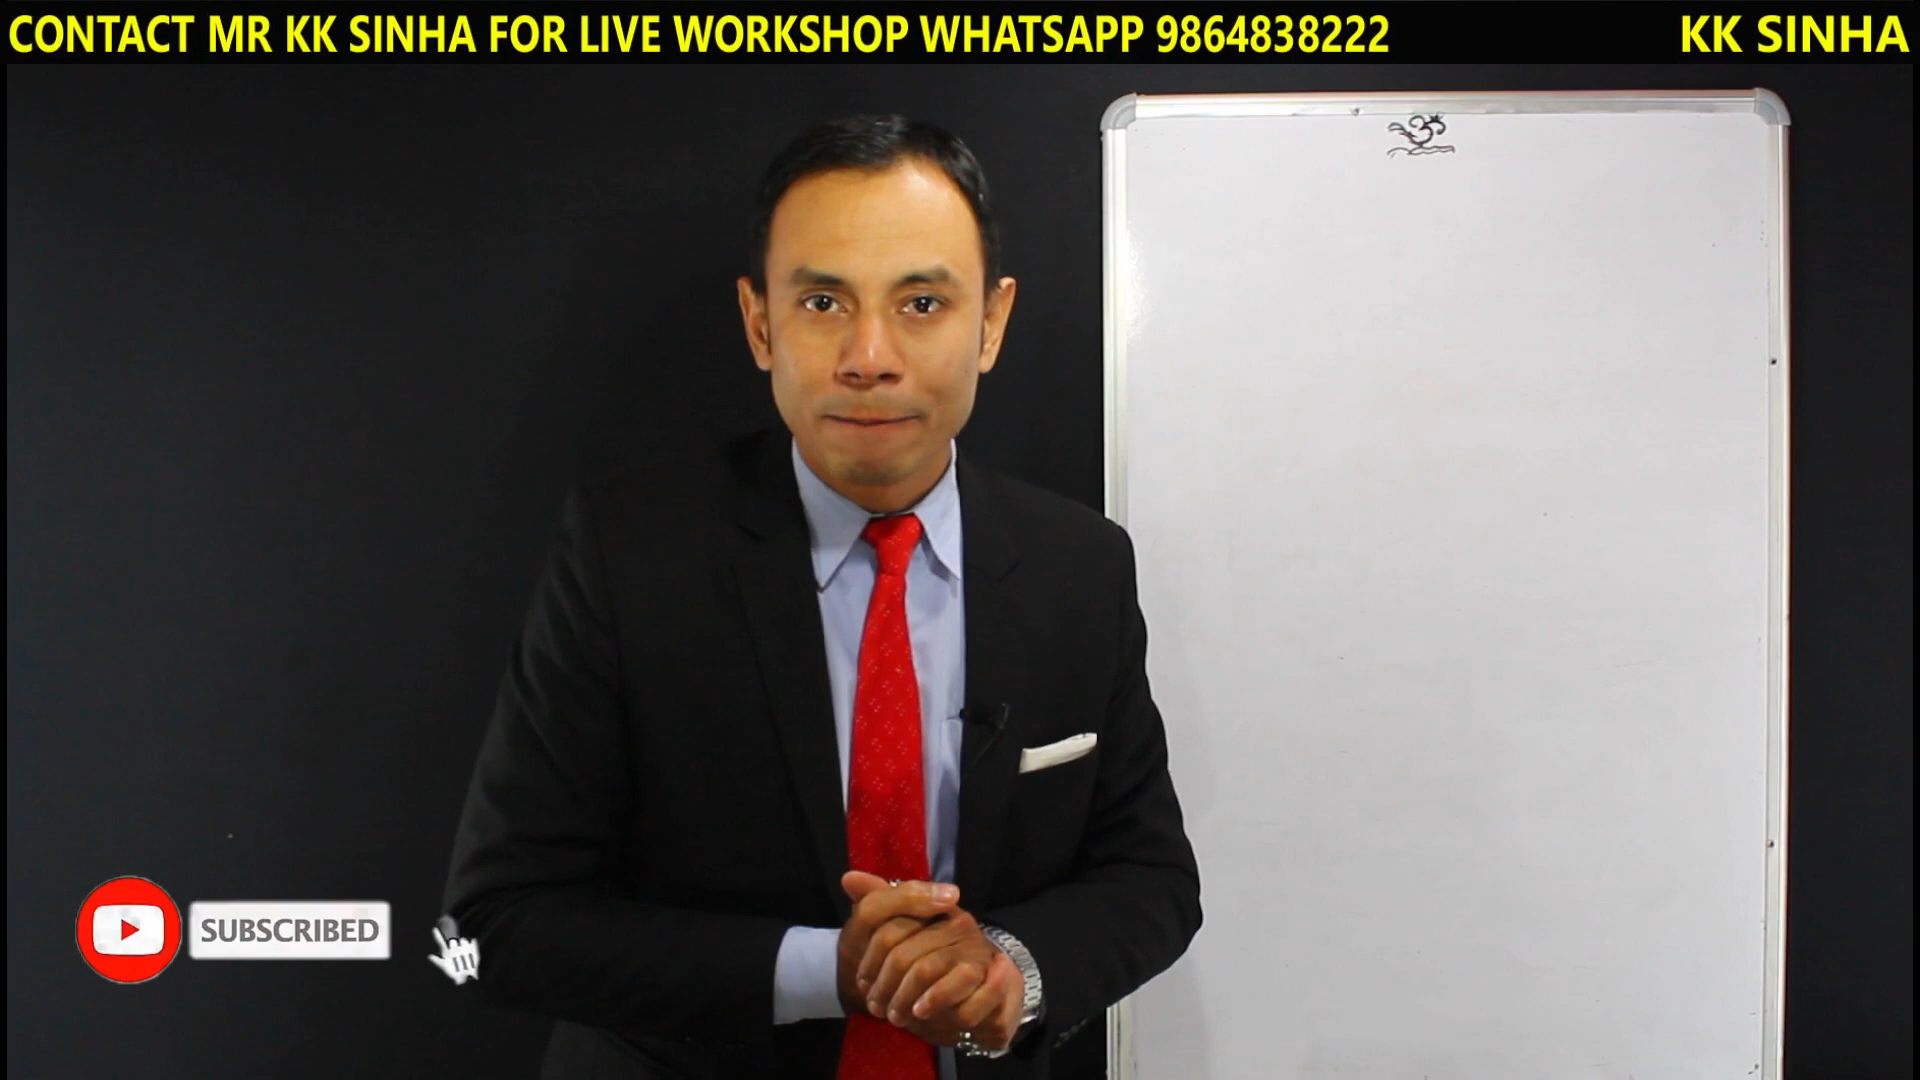 CONTACT MR KK SINHA FOR LIVE WORKSHOP WHATSAPP 9864838222
KK SINHA
ॐ
SUBSCRIBED